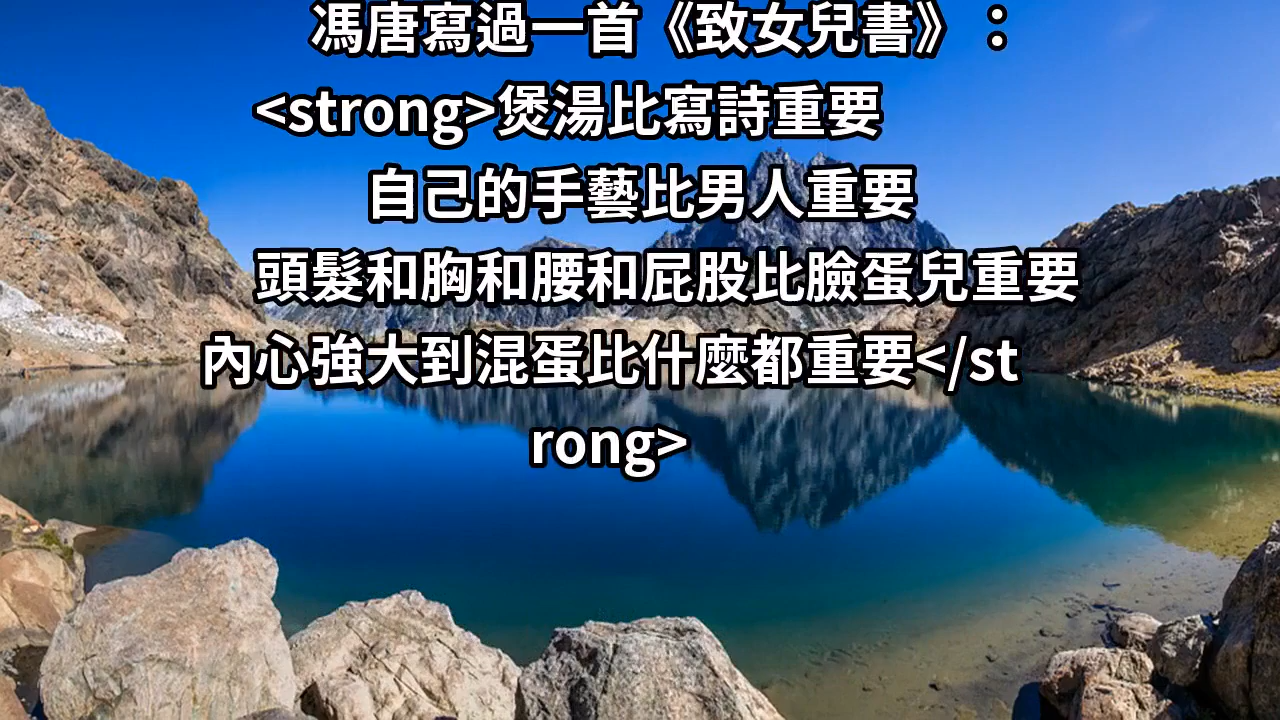 馮唐寫過一首《致女兒書》：
<strong>煲湯比寫詩重要
自己的手藝比男人重要
頭髮和胸和腰和屁股比臉蛋兒重要
內心強大到混蛋比什麼都重要</st
rong>